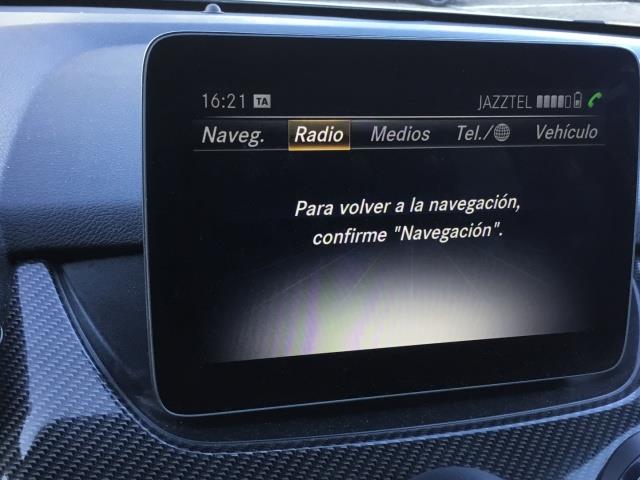 16:21 TA JAZZTEL
Naveg. Radio Medios Tel./ Vehículo
Para volver a la navegación,
confirme "Navegación".